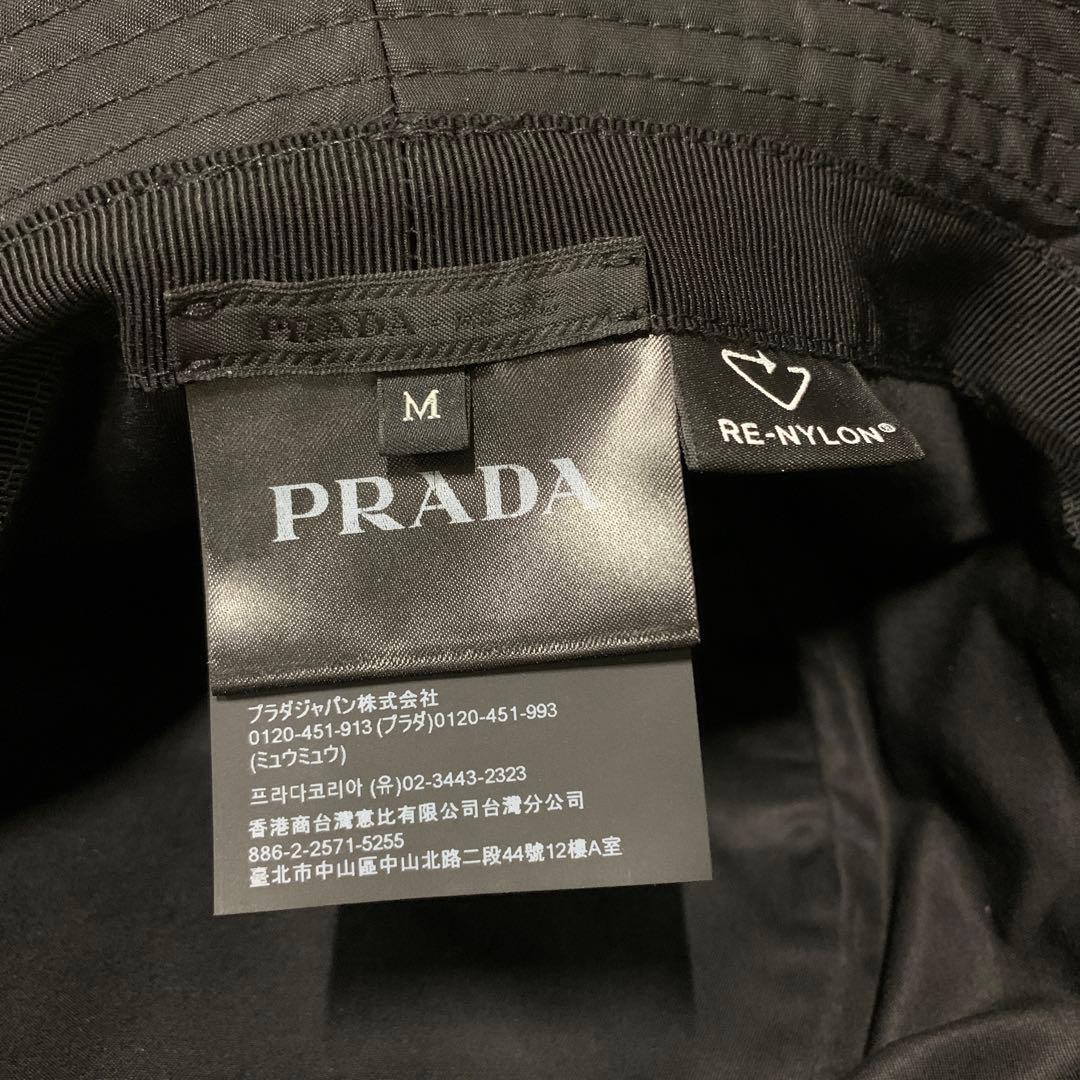 PRADA
M
PRADA
RE-NYLON®
プラダジャパン株式会社
0120-451-913 (プラダ)0120-451-993
(ミュウミュウ)
프라다코리아 (유)02-3443-2323
香港商台灣惠比有限公司台灣分公司
886-2-2571-5255
臺北市中山區中山北路二段44號12樓A室